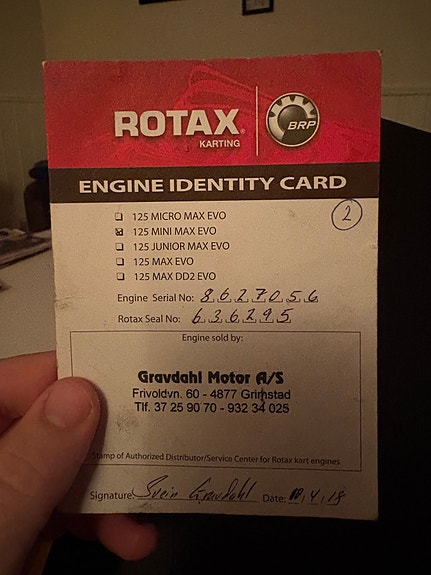 ROTAX
KARTING
BRP
ENGINE IDENTITY CARD
2
125 MICRO MAX EVO
125 MINI MAX EVO
125 JUNIOR MAX EVO
125 MAX EVO
125 MAX DD2 EVO
Engine Serial No: 8627056
Rotax Seal No: 636295
Engine sold by:
Gravdahl Motor A/S
Frivoldvn. 60 - 4877 Grimstad
Tlf. 37 25 90 70 - 932 34 025
Stamp of Authorized Distributor/Service Center for Rotax kart engines
Signature: Svein Gravdahl Date: 4.18